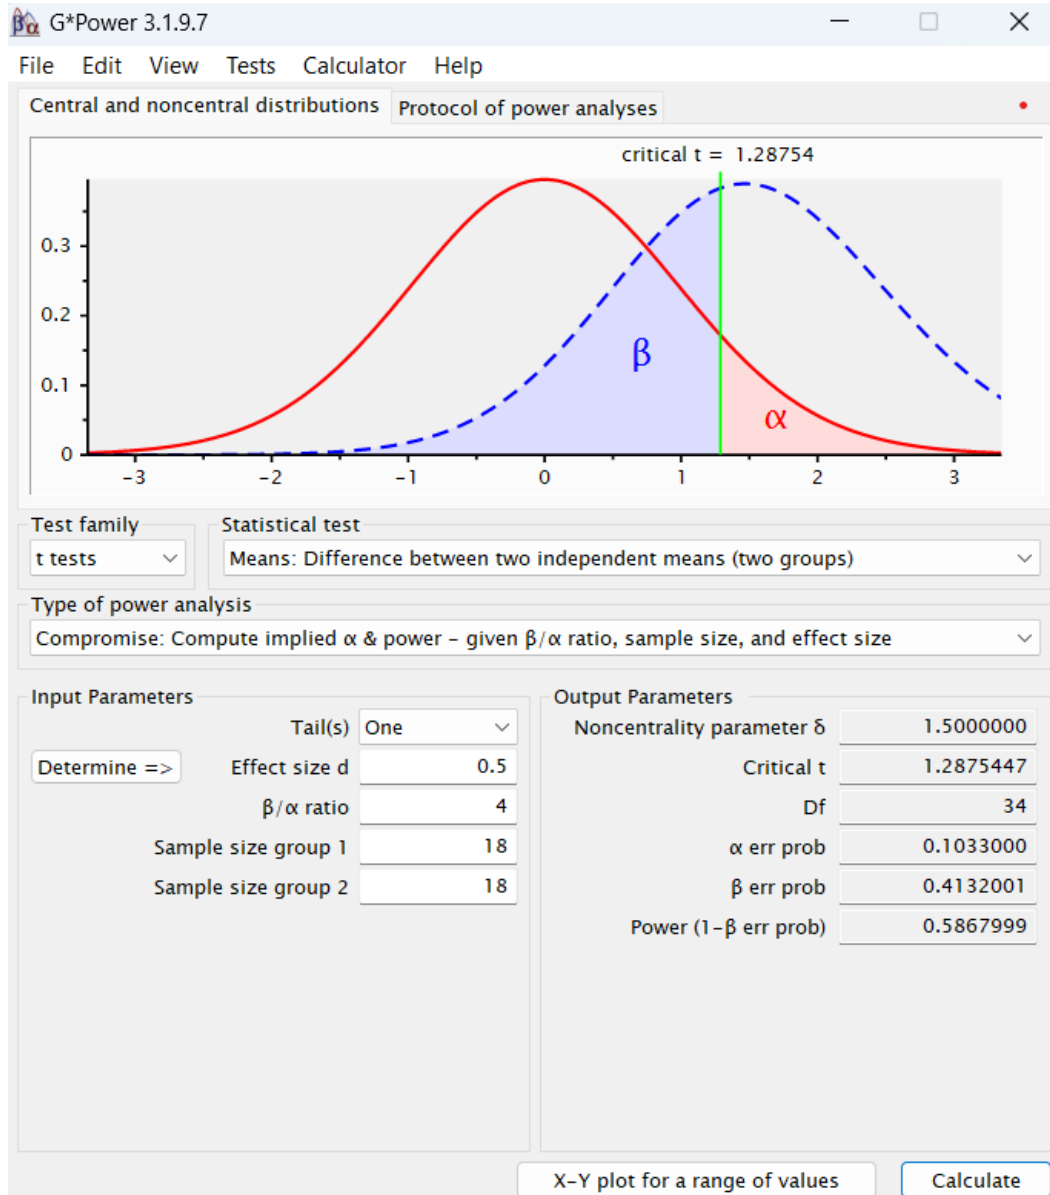 G*Power 3.1.9.7
File Edit View Tests Calculator Help
Central and noncentral distributions Protocol of power analyses
critical t = 1.28754
0.3
0.2
0.1
0
β
α
-3 -2 -1 0 1 2 3
Test family Statistical test
t tests Means: Difference between two independent means (two groups)
Type of power analysis
Compromise: Compute implied α & power – given β/α ratio, sample size, and effect size
Input Parameters
Tail(s) One
Determine => Effect size d 0.5
β/α ratio 4
Sample size group 1 18
Sample size group 2 18
Output Parameters
Noncentrality parameter δ 1.5000000
Critical t 1.2875447
Df 34
α err prob 0.1033000
β err prob 0.4132001
Power (1-β err prob) 0.5867999
X-Y plot for a range of values Calculate